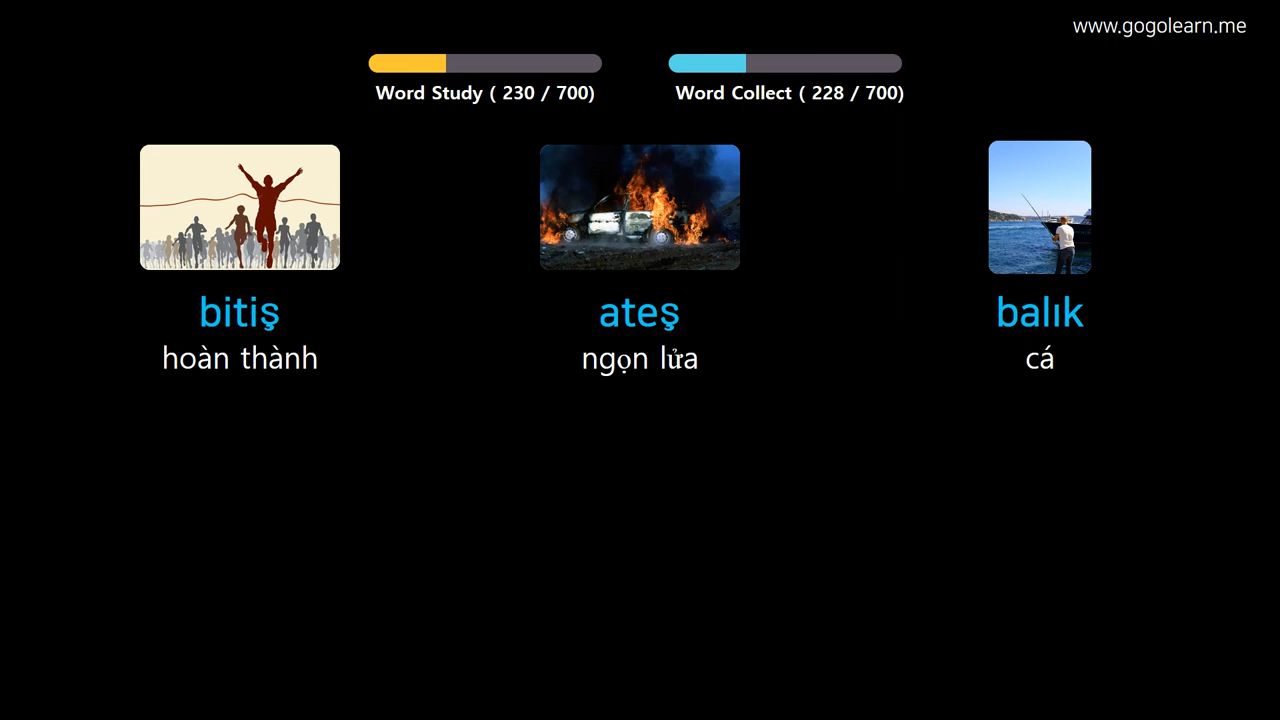 www.gogolearn.me
Word Study ( 230 / 700)
Word Collect ( 228 / 700)
bitiş
ateş
balık
hoàn thành
ngọn lửa
cá